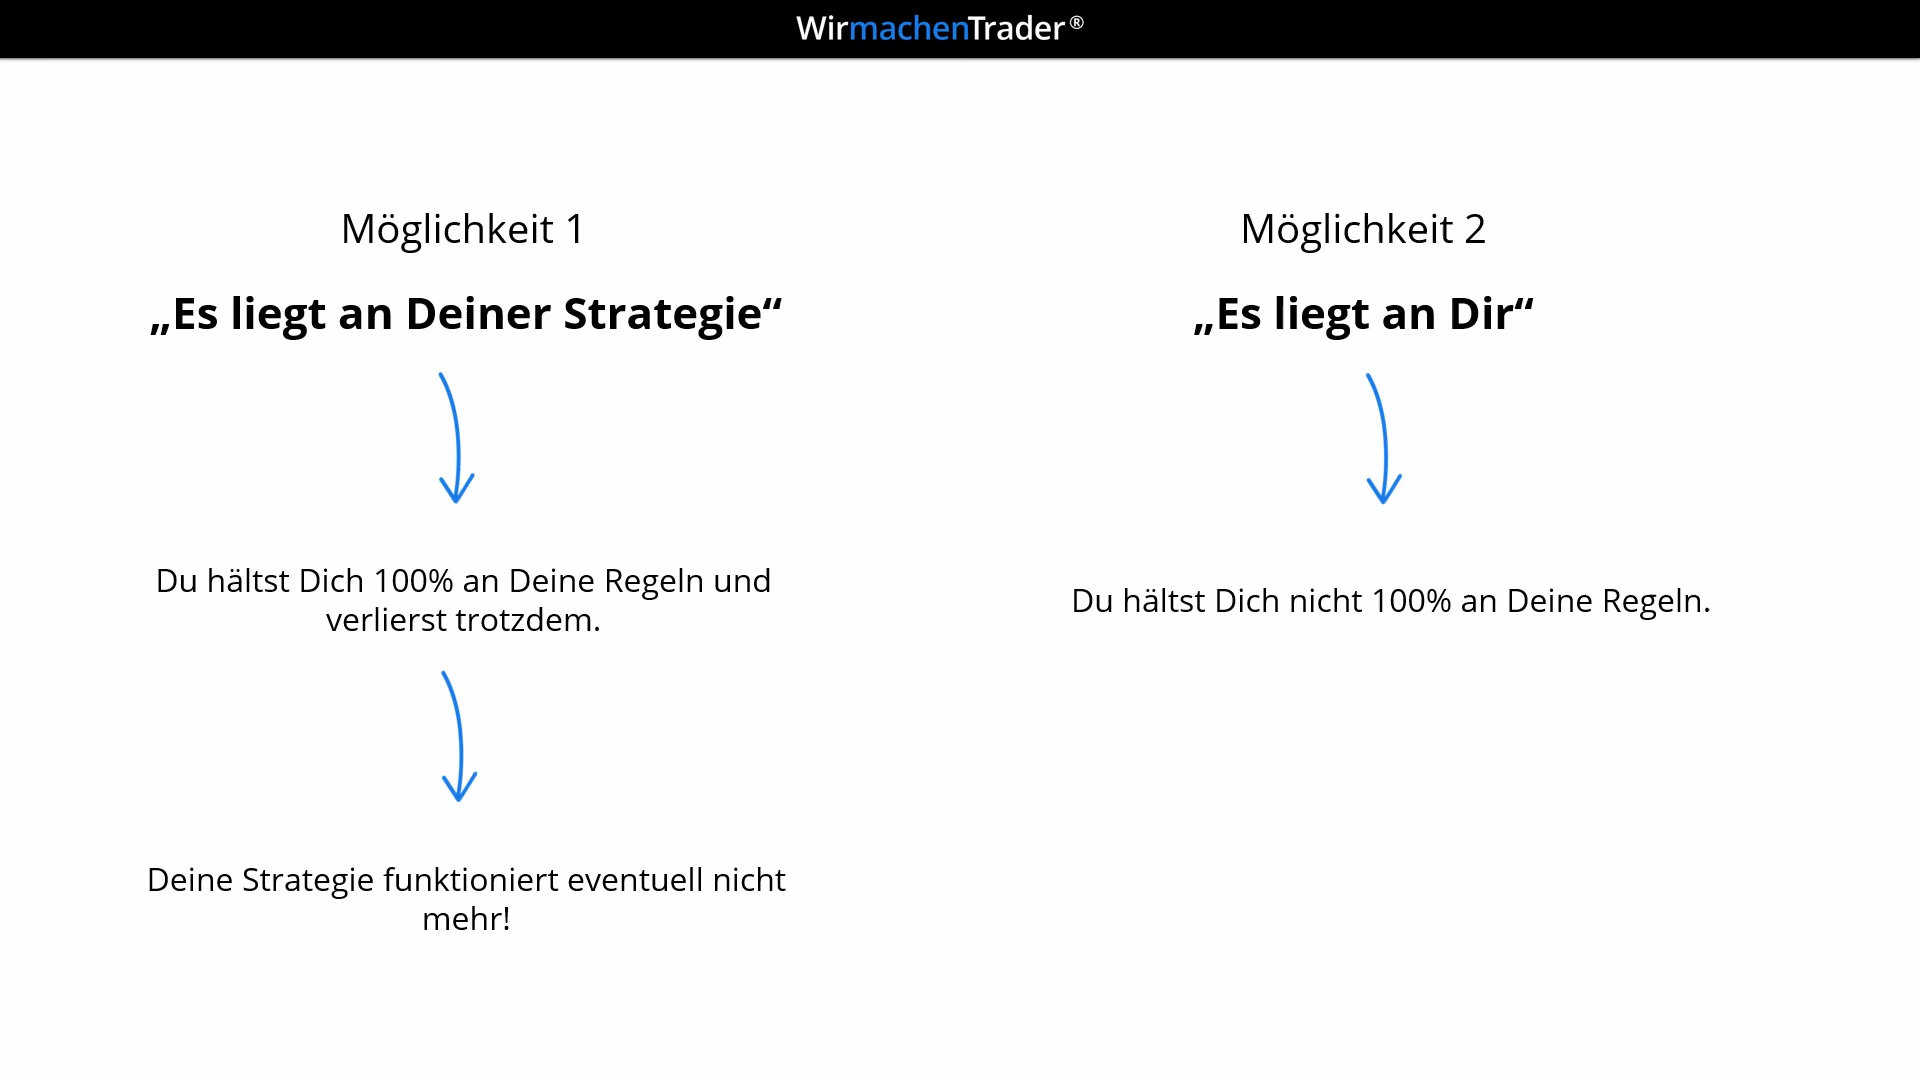 WirmachenTrader®
Möglichkeit 1
„Es liegt an Deiner Strategie“
Du hältst Dich 100% an Deine Regeln und
verlierst trotzdem.
Deine Strategie funktioniert eventuell nicht
mehr!
Möglichkeit 2
„Es liegt an Dir“
Du hältst Dich nicht 100% an Deine Regeln.